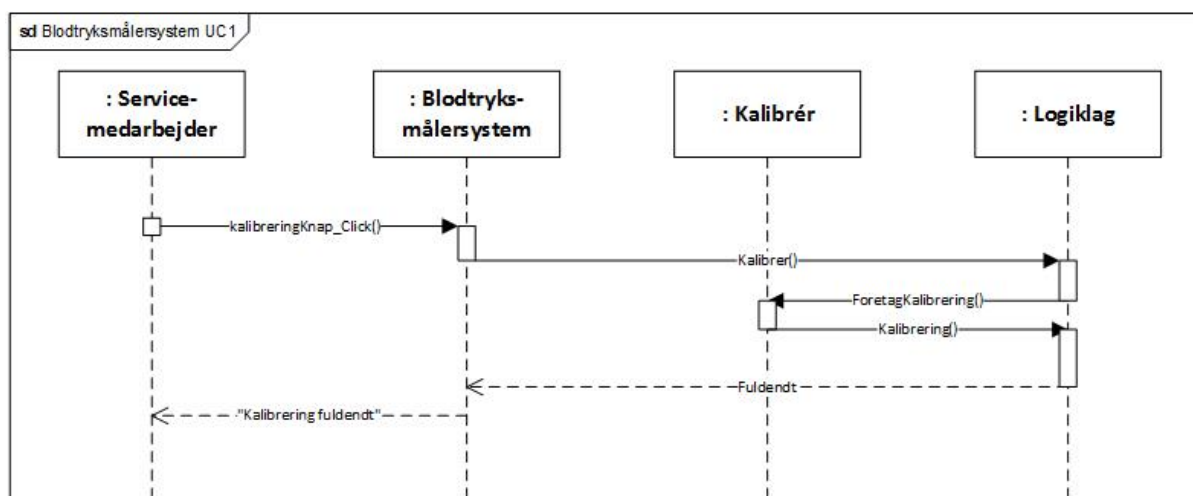 sd Blodtryksmålersystem UC1
: Service-
medarbejder
: Blodtryks-
målersystem
: Kalibrér
: Logiklag
kalibreringKnap_Click()
Kalibrer()
ForetagKalibrering()
Kalibrering()
Fuldendt
"Kalibrering fuldendt"